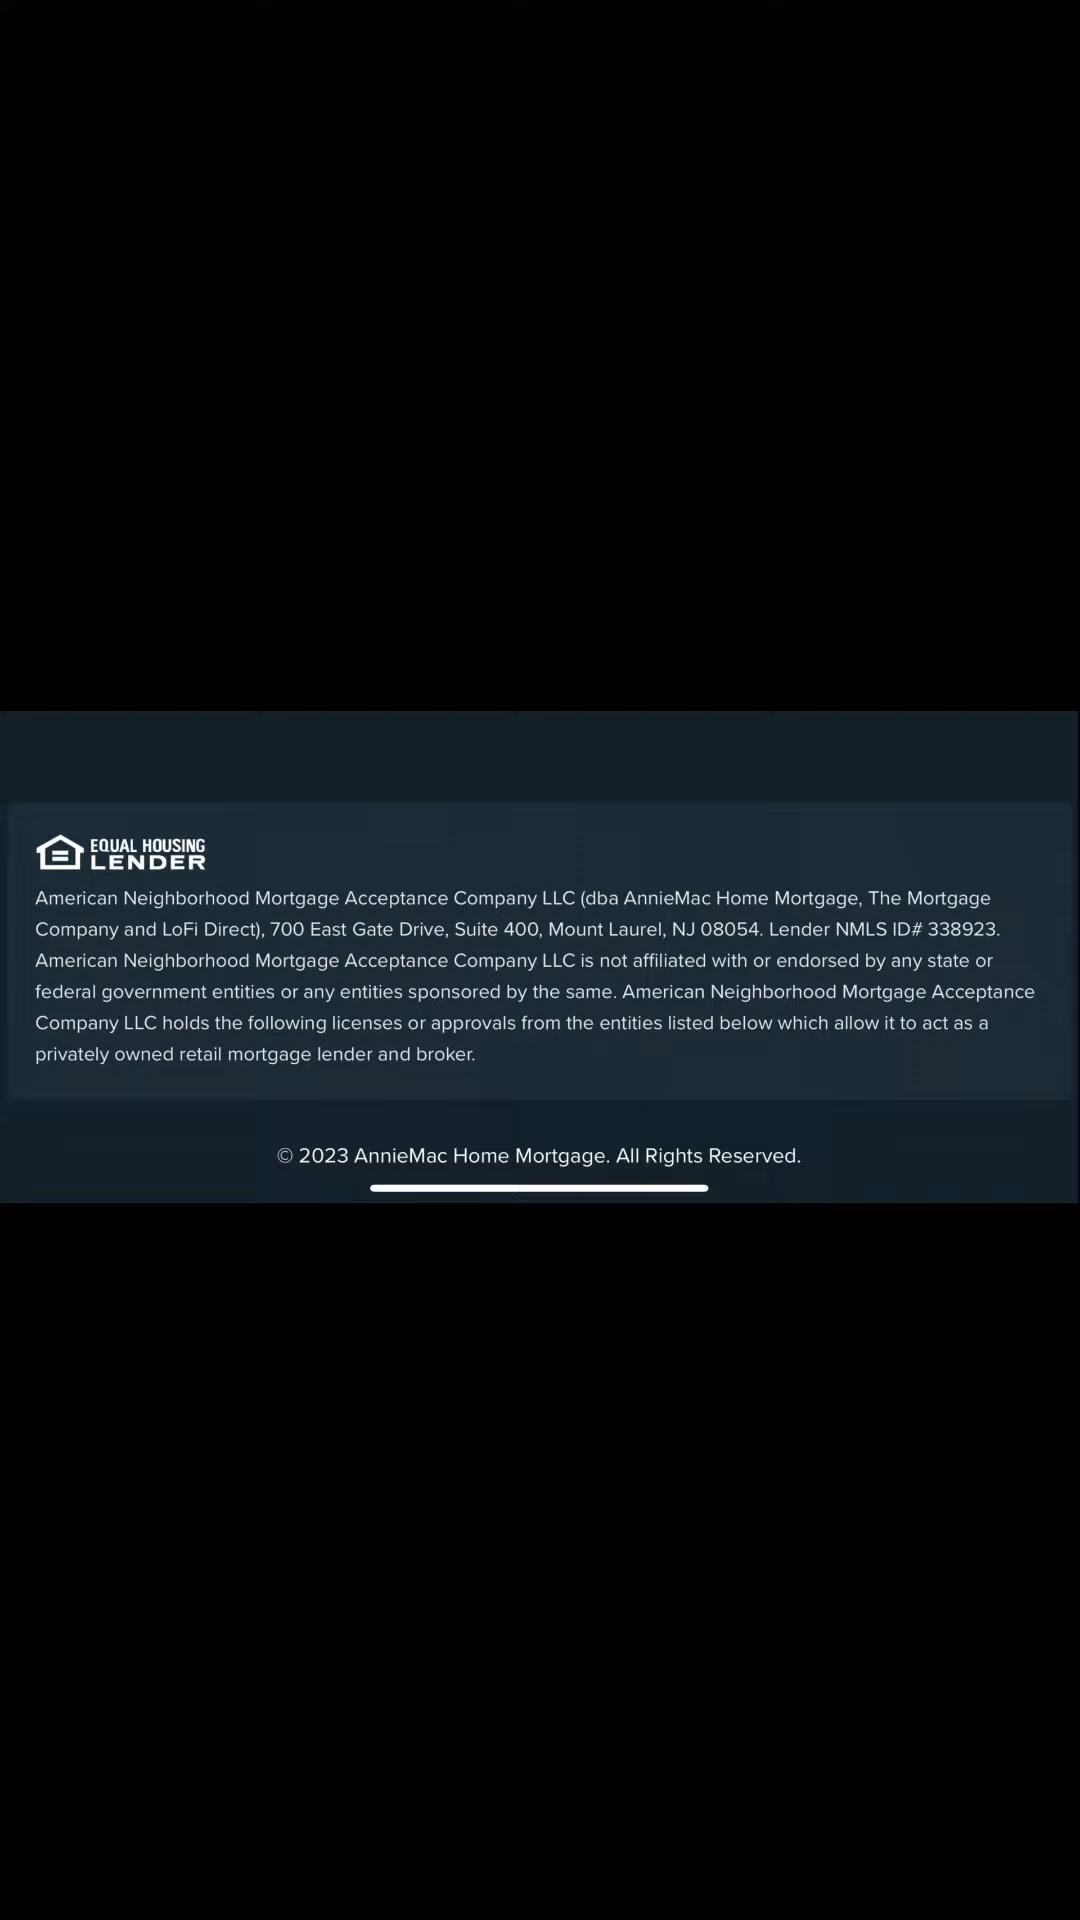 EQUAL HOUSING
LENDER
American Neighborhood Mortgage Acceptance Company LLC (dba AnnieMac Home Mortgage, The Mortgage
Company and LoFi Direct), 700 East Gate Drive, Suite 400, Mount Laurel, NJ 08054. Lender NMLS ID# 338923.
American Neighborhood Mortgage Acceptance Company LLC is not affiliated with or endorsed by any state or
federal government entities or any entities sponsored by the same. American Neighborhood Mortgage Acceptance
Company LLC holds the following licenses or approvals from the entities listed below which allow it to act as a
privately owned retail mortgage lender and broker.
© 2023 AnnieMac Home Mortgage. All Rights Reserved.